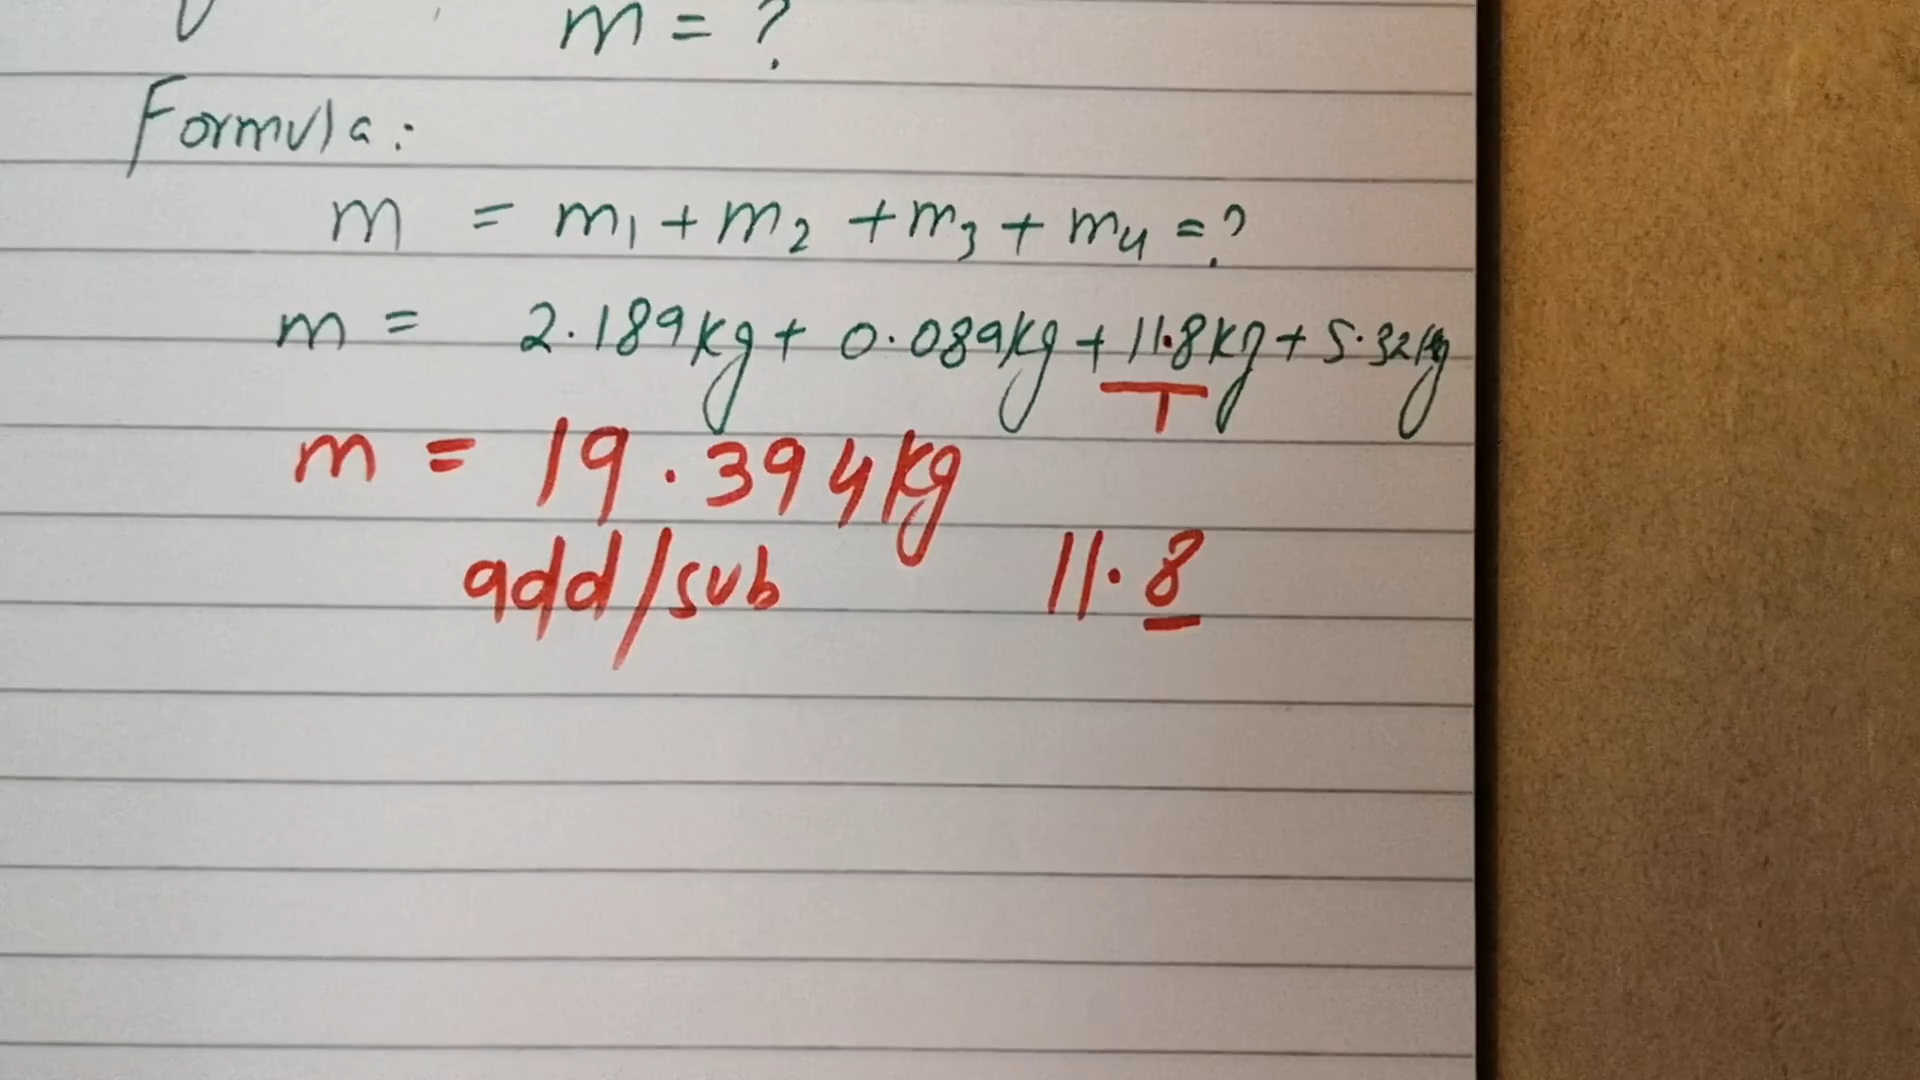 m = ?
Formula:
m = m₁ + m₂ + m₃ + m₄ = ?
m = 2.189kg + 0.089kg + 11.8kg + 5.32kg
m = 19.394kg
add/sub 11.8